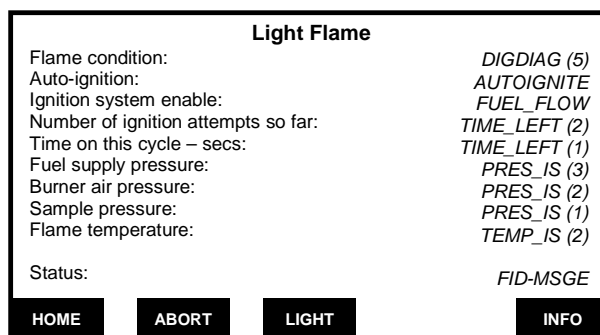 Light Flame
Flame condition: DIGDIAG (5)
Auto-ignition: AUTOIGNITE
Ignition system enable: FUEL_FLOW
Number of ignition attempts so far: TIME_LEFT (2)
Time on this cycle – secs: TIME_LEFT (1)
Fuel supply pressure: PRES_IS (3)
Burner air pressure: PRES_IS (2)
Sample pressure: PRES_IS (1)
Flame temperature: TEMP_IS (2)
Status: FID-MSGE
HOME ABORT LIGHT INFO